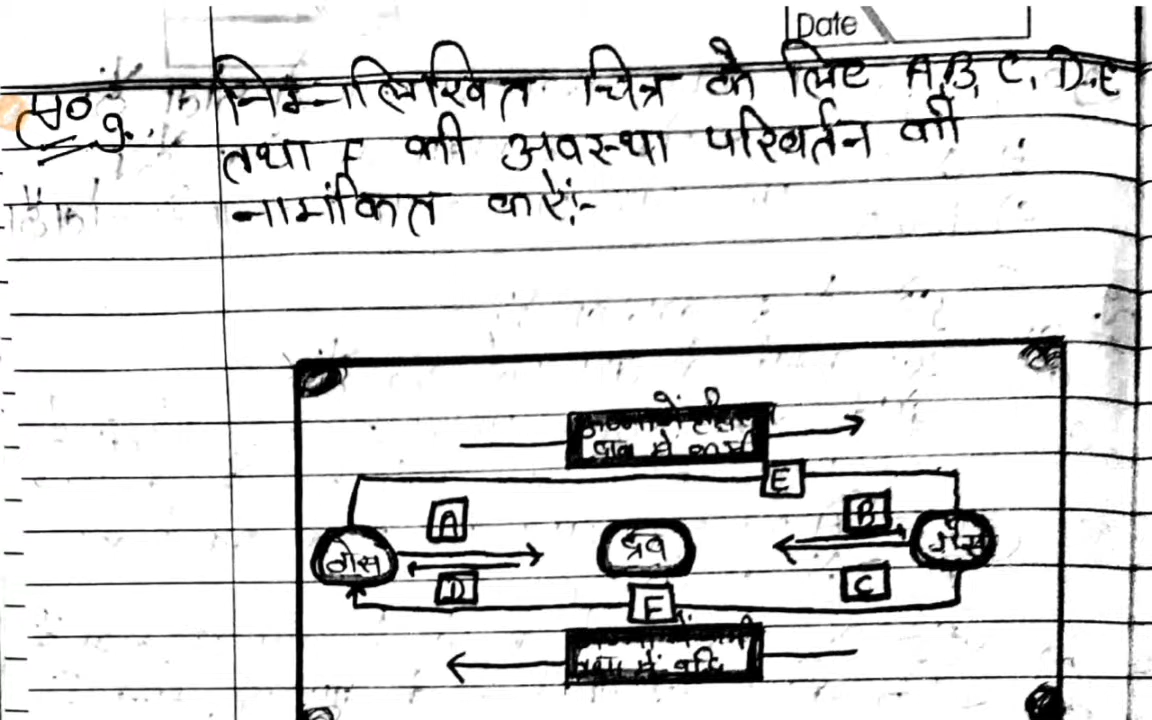 Date
प्र० 9. निम्नलिखित चित्र के लिए A, B, C, D, E
तथा F की अवस्था परिवर्तन को
नामांकित करें:-
E
A
B
ठोस
द्रव
गैस
D
C
F